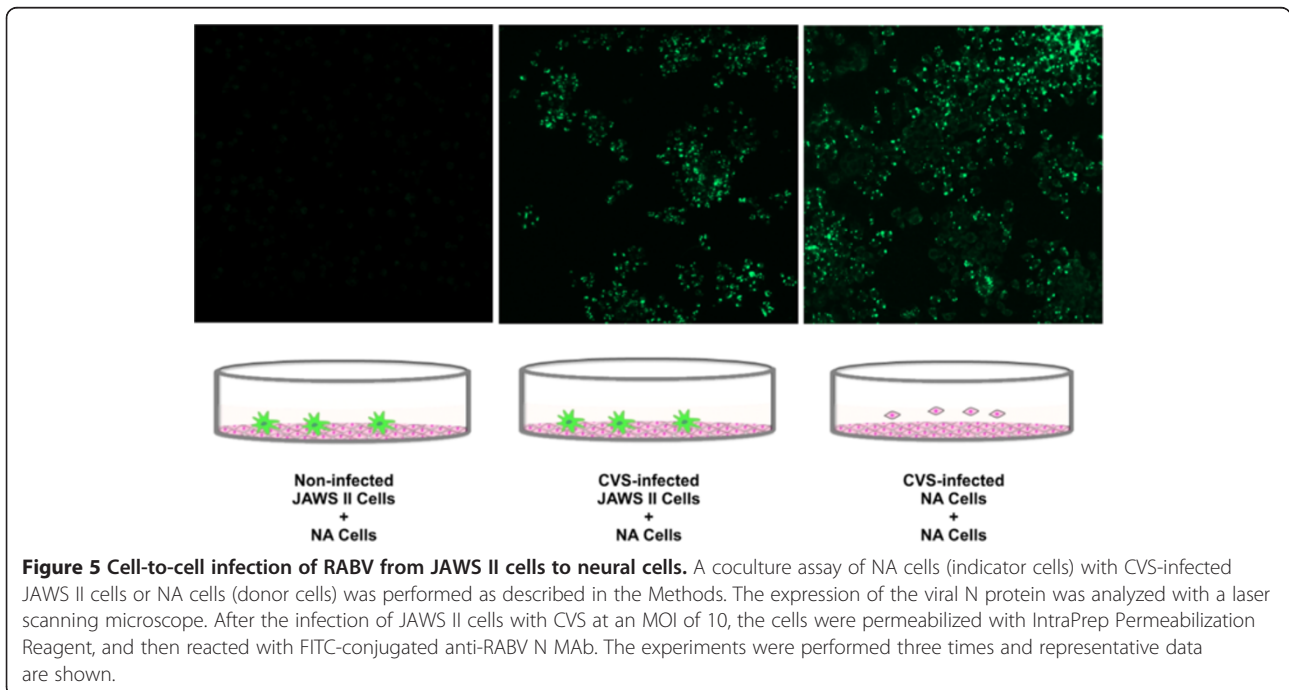 Non-infected
JAWS II Cells
+
NA Cells
CVS-infected
JAWS II Cells
+
NA Cells
CVS-infected
NA Cells
+
NA Cells
Figure 5 Cell-to-cell infection of RABV from JAWS II cells to neural cells. A coculture assay of NA cells (indicator cells) with CVS-infected
JAWS II cells or NA cells (donor cells) was performed as described in the Methods. The expression of the viral N protein was analyzed with a laser
scanning microscope. After the infection of JAWS II cells with CVS at an MOI of 10, the cells were permeabilized with IntraPrep Permeabilization
Reagent, and then reacted with FITC-conjugated anti-RABV N MAb. The experiments were performed three times and representative data
are shown.